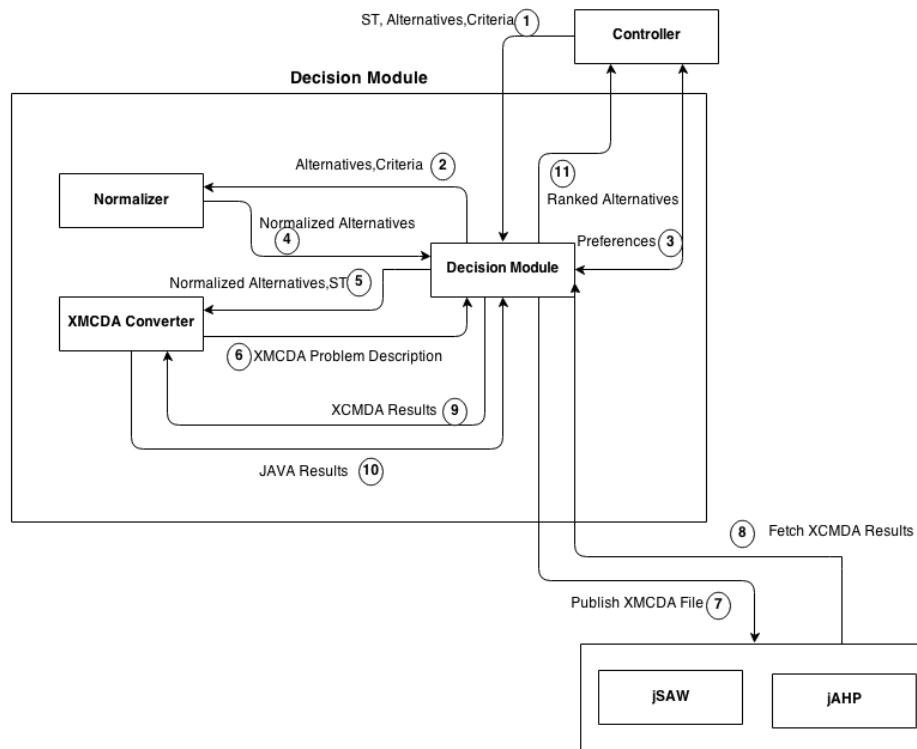 ST, Alternatives,Criteria 1
Controller
Decision Module
Alternatives,Criteria 2
11
Normalizer
Ranked Alternatives
Normalized Alternatives
4
Preferences 3
Decision Module
Normalized Alternatives,ST 5
XMCDA Converter
6 XMCDA Problem Description
XCMDA Results 9
JAVA Results 10
8 Fetch XCMDA Results
Publish XMCDA File 7
jSAW
jAHP